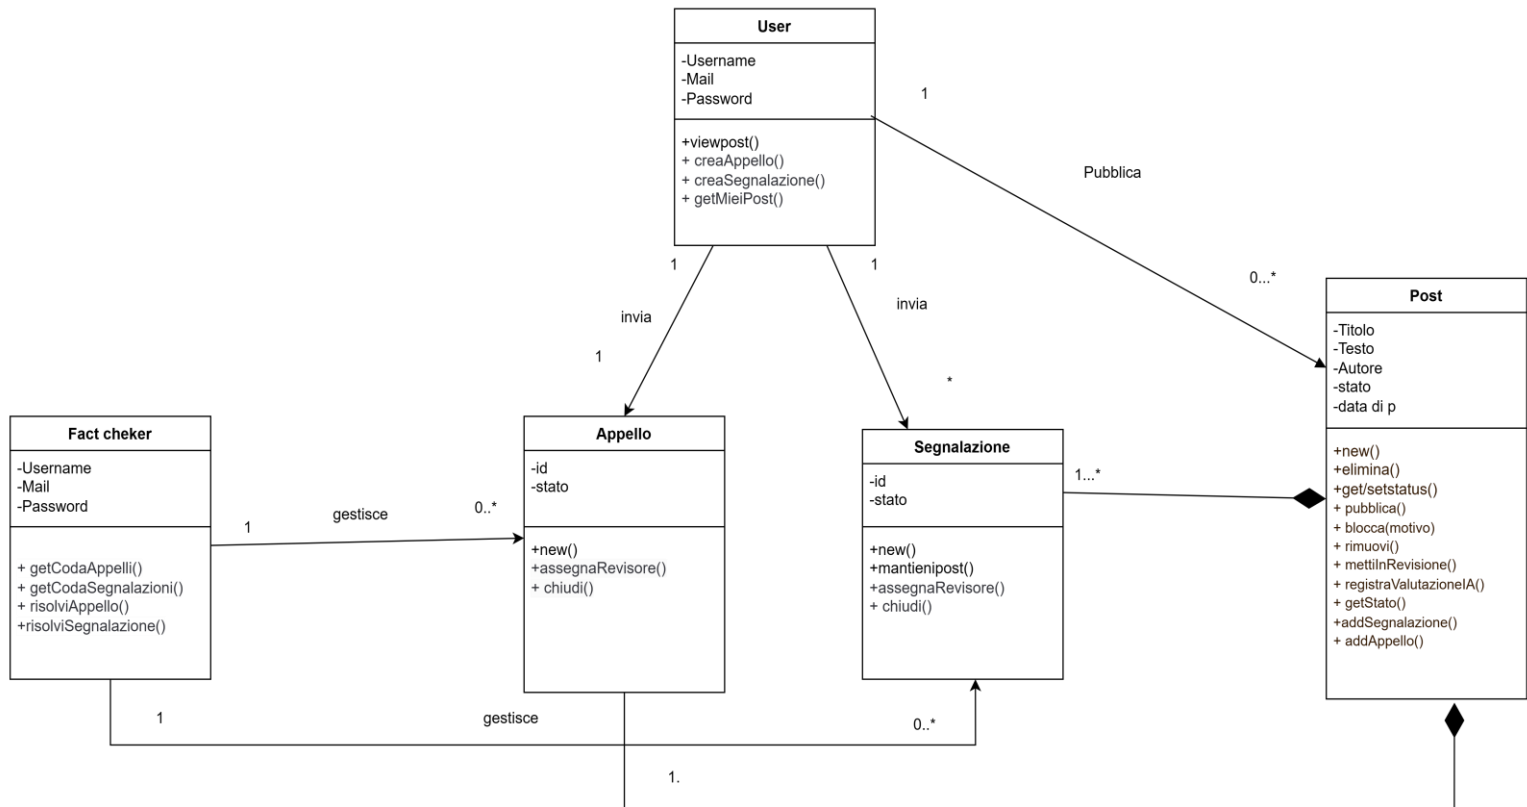 User
-Username
-Mail
-Password
+viewpost()
+ creaAppello()
+ creaSegnalazione()
+ getMieiPost()
1
Pubblica
0...*
1
invia
1
1
invia
*
Post
-Titolo
-Testo
-Autore
-stato
-data di p
+new()
+elimina()
+get/setstatus()
+ pubblica()
+ blocca(motivo)
+ rimuovi()
+ mettiInRevisione()
+ registraValutazioneIA()
+ getStato()
+addSegnalazione()
+ addAppello()
Fact cheker
-Username
-Mail
-Password
+ getCodaAppelli()
+ getCodaSegnalazioni()
+ risolviAppello()
+risolviSegnalazione()
1
gestisce
0..*
Appello
-id
-stato
+new()
+assegnaRevisore()
+ chiudi()
Segnalazione
-id
-stato
+new()
+mantienipost()
+assegnaRevisore()
+ chiudi()
1...*
1
gestisce
0..*
1.